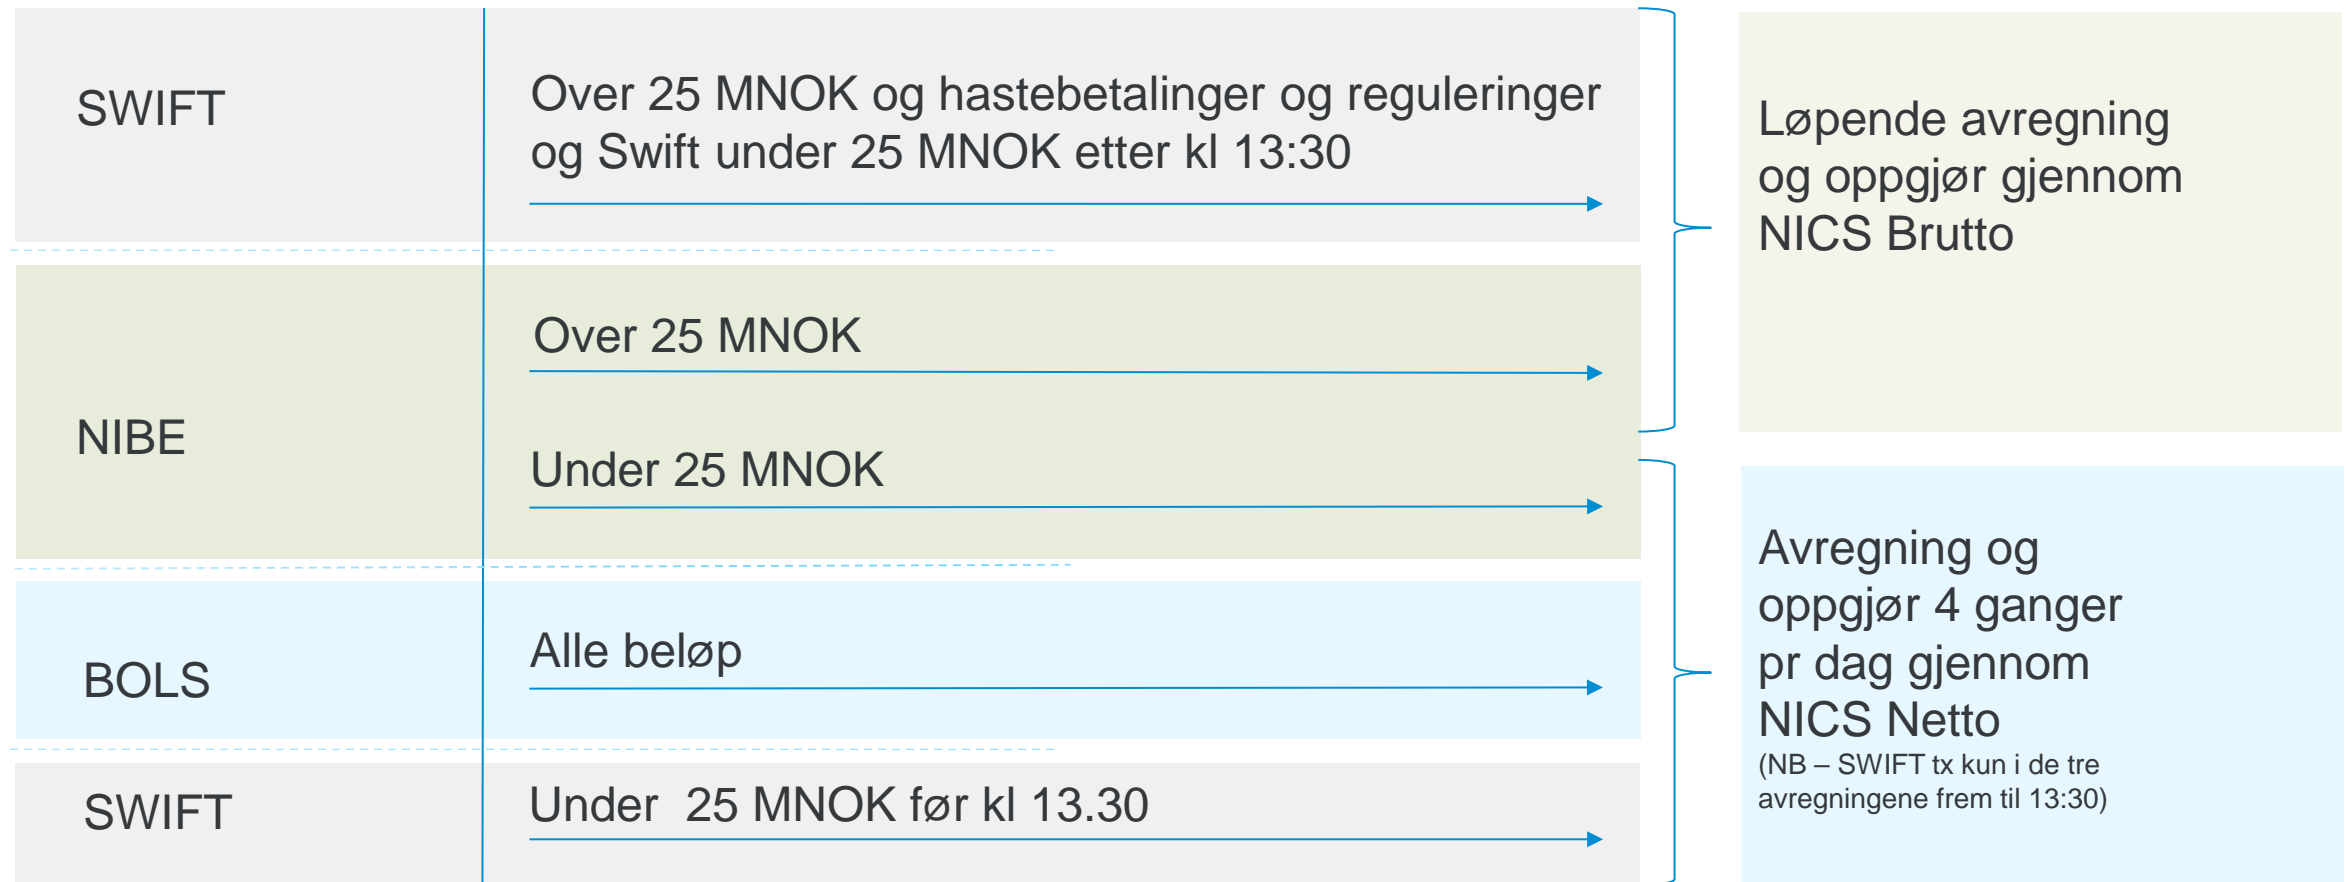 SWIFT
Over 25 MNOK og hastebetalinger og reguleringer
og Swift under 25 MNOK etter kl 13:30
Løpende avregning
og oppgjør gjennom
NICS Brutto
NIBE
Over 25 MNOK
Under 25 MNOK
BOLS
Alle beløp
SWIFT
Under 25 MNOK før kl 13.30
Avregning og
oppgjør 4 ganger
pr dag gjennom
NICS Netto
(NB – SWIFT tx kun i de tre
avregningene frem til 13:30)